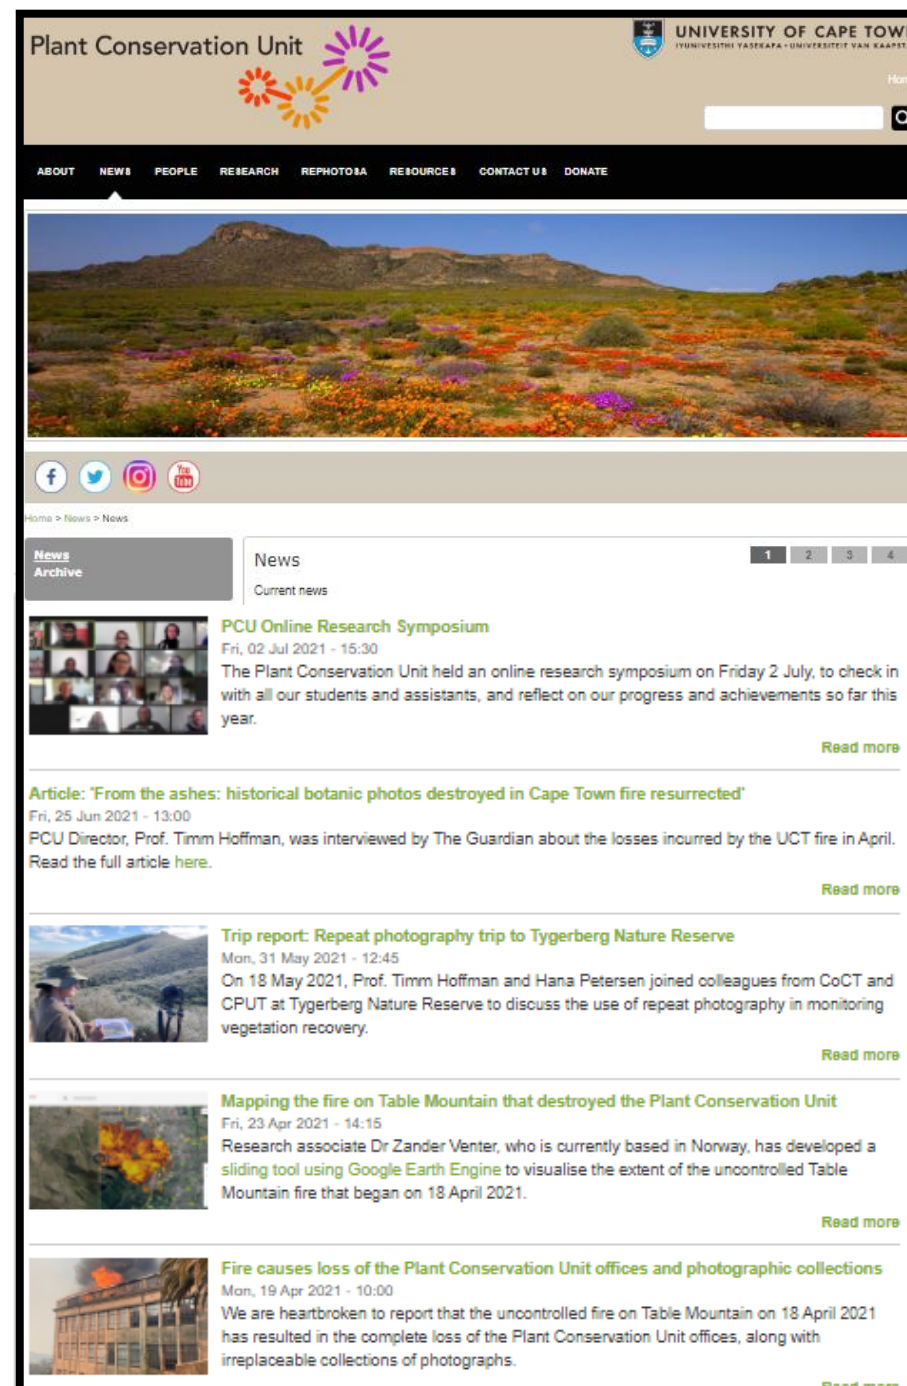 Plant Conservation Unit
UNIVERSITY OF CAPE TOWN
IYUNIVESITHI YASEKAPA • UNIVERSITEIT VAN KAAPST
Hom
ABOUT NEWS PEOPLE RESEARCH REPHOTOSA RESOURCES CONTACT US DONATE
You
Tube
Home > News > News
News
Archive
News
1 2 3 4
Current news
PCU Online Research Symposium
Fri, 02 Jul 2021 - 15:30
The Plant Conservation Unit held an online research symposium on Friday 2 July, to check in
with all our students and assistants, and reflect on our progress and achievements so far this
year.
Read more
Article: 'From the ashes: historical botanic photos destroyed in Cape Town fire resurrected'
Fri, 25 Jun 2021 - 13:00
PCU Director, Prof. Timm Hoffman, was interviewed by The Guardian about the losses incurred by the UCT fire in April.
Read the full article here.
Read more
Trip report: Repeat photography trip to Tygerberg Nature Reserve
Mon, 31 May 2021 - 12:45
On 18 May 2021, Prof. Timm Hoffman and Hana Petersen joined colleagues from CoCT and
CPUT at Tygerberg Nature Reserve to discuss the use of repeat photography in monitoring
vegetation recovery.
Read more
Mapping the fire on Table Mountain that destroyed the Plant Conservation Unit
Fri, 23 Apr 2021 - 14:15
Research associate Dr Zander Venter, who is currently based in Norway, has developed a
sliding tool using Google Earth Engine to visualise the extent of the uncontrolled Table
Mountain fire that began on 18 April 2021.
Read more
Fire causes loss of the Plant Conservation Unit offices and photographic collections
Mon, 19 Apr 2021 - 10:00
We are heartbroken to report that the uncontrolled fire on Table Mountain on 18 April 2021
has resulted in the complete loss of the Plant Conservation Unit offices, along with
irreplaceable collections of photographs.
Read more